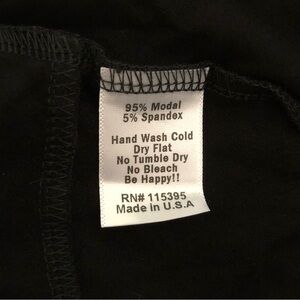 95% Modal
5% Spandex
Hand Wash Cold
Dry Flat
No Tumble Dry
No Bleach
Be Happy!!
RN# 115395
Made in U.S.A